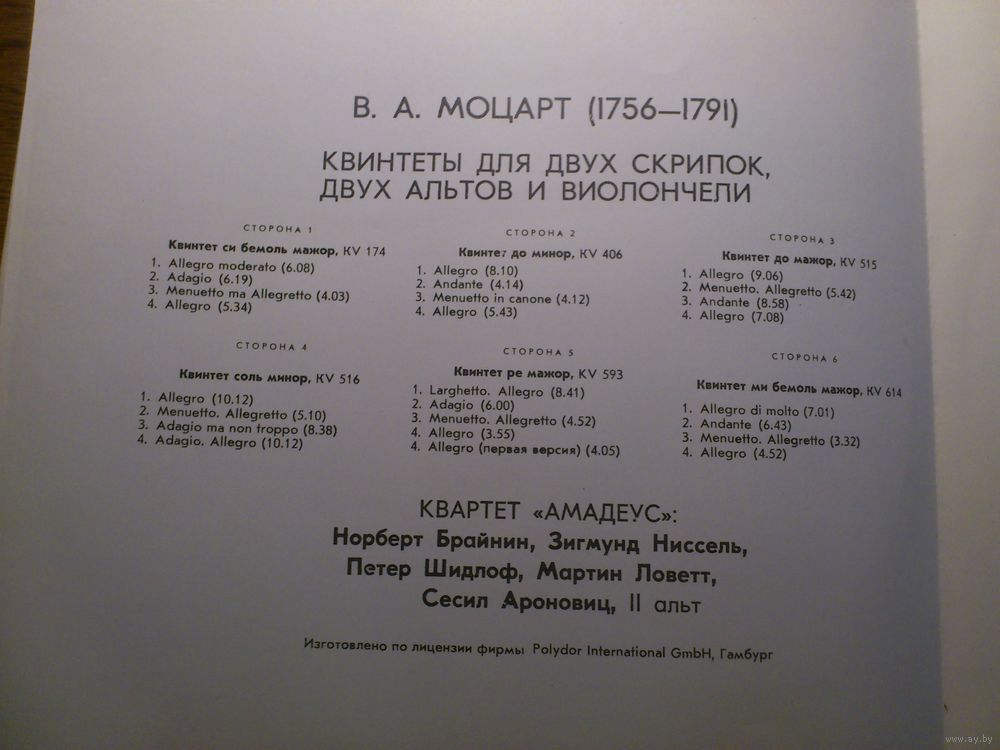 В. А. МОЦАРТ (1756—1791)
КВИНТЕТЫ ДЛЯ ДВУХ СКРИПОК,
ДВУХ АЛЬТОВ И ВИОЛОНЧЕЛИ
СТОРОНА 1
Квинтет си бемоль мажор, KV 174
1. Allegro moderato (6.08)
2. Adagio (6.19)
3. Menuetto ma Allegretto (4.03)
4. Allegro (5.34)
СТОРОНА 2
Квинтет до минор, KV 406
1. Allegro (8.10)
2. Andante (4.14)
3. Menuetto in canone (4.12)
4. Allegro (5.43)
СТОРОНА 3
Квинтет до мажор, KV 515
1. Allegro (9.06)
2. Menuetto. Allegretto (5.42)
3. Andante (8.58)
4. Allegro (7.08)
СТОРОНА 4
Квинтет соль минор, KV 516
1. Allegro (10.12)
2. Menuetto. Allegretto (5.10)
3. Adagio ma non troppo (8.38)
4. Adagio. Allegro (10.12)
СТОРОНА 5
Квинтет ре мажор, KV 593
1. Larghetto. Allegro (8.41)
2. Adagio (6.00)
3. Menuetto. Allegretto (4.52)
4. Allegro (3.55)
4. Allegro (первая версия) (4.05)
СТОРОНА 6
Квинтет ми бемоль мажор, KV 614
1. Allegro di molto (7.01)
2. Andante (6.43)
3. Menuetto. Allegretto (3.32)
4. Allegro (4.52)
КВАРТЕТ «АМАДЕУС»:
Норберт Брайнин, Зигмунд Ниссель,
Петер Шидлоф, Мартин Ловетт,
Сесил Ароновиц, II альт
Изготовлено по лицензии фирмы Polydor International GmbH, Гамбург
www.ay.by